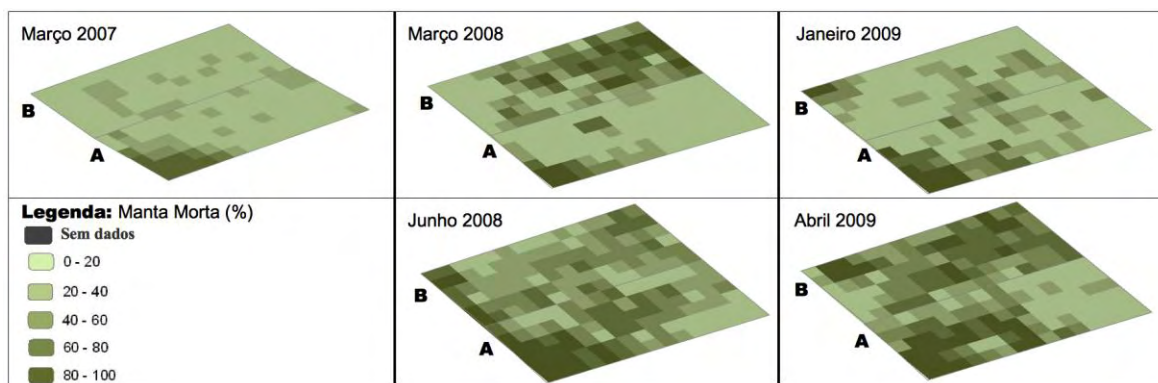 Março 2007
B
A
Março 2008
B
A
Janeiro 2009
B
A
Legenda: Manta Morta (%)
Sem dados
0 - 20
20 - 40
40 - 60
60 - 80
80 - 100
Junho 2008
B
A
Abril 2009
B
A